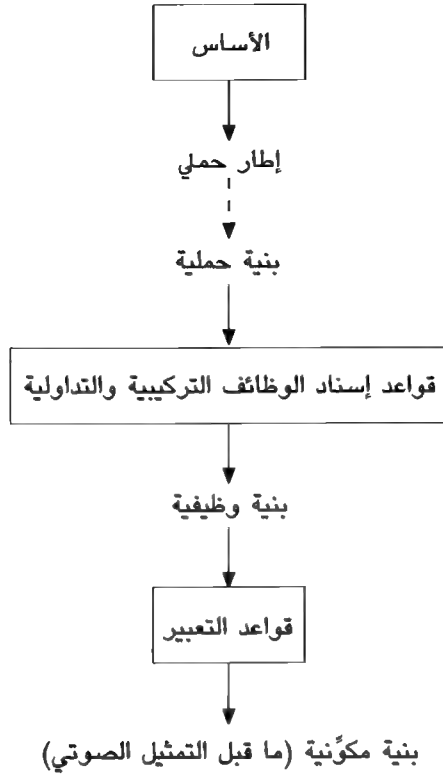 الأساس
إطار حملي
بنية حملية
قواعد إسناد الوظائف التركيبية والتداولية
بنية وظيفية
قواعد التعبير
بنية مكوِّنية (ما قبل التمثيل الصوتي)